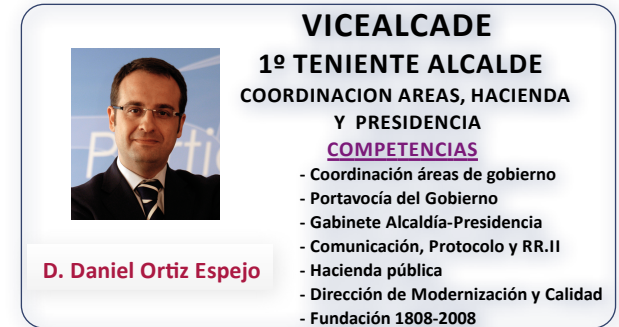 VICEALCADE
1º TENIENTE ALCALDE
COORDINACION AREAS, HACIENDA
Y PRESIDENCIA
COMPETENCIAS
- Coordinación áreas de gobierno
- Portavocía del Gobierno
- Gabinete Alcaldía-Presidencia
- Comunicación, Protocolo y RR.II
- Hacienda pública
- Dirección de Modernización y Calidad
- Fundación 1808-2008
D. Daniel Ortiz Espejo